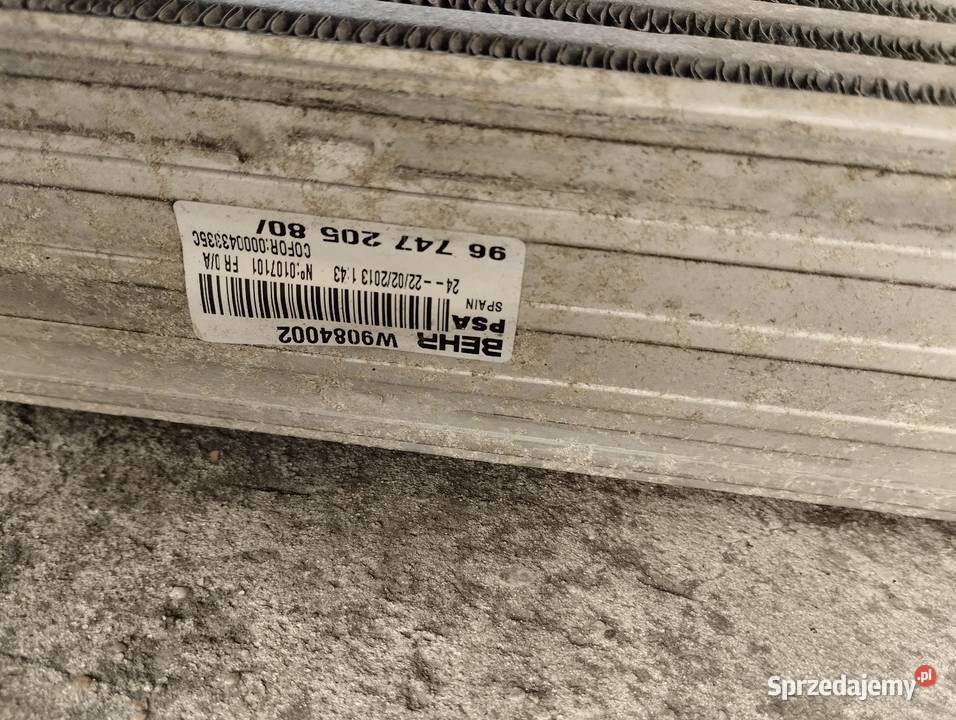 BEHR W9084002
PSA
SPAIN
24 -- 22/02/2013 1:43 Nº:0107101 FR 0/A
COFOR:000043335C
96 747 205 80/
Sprzedajemy.pl